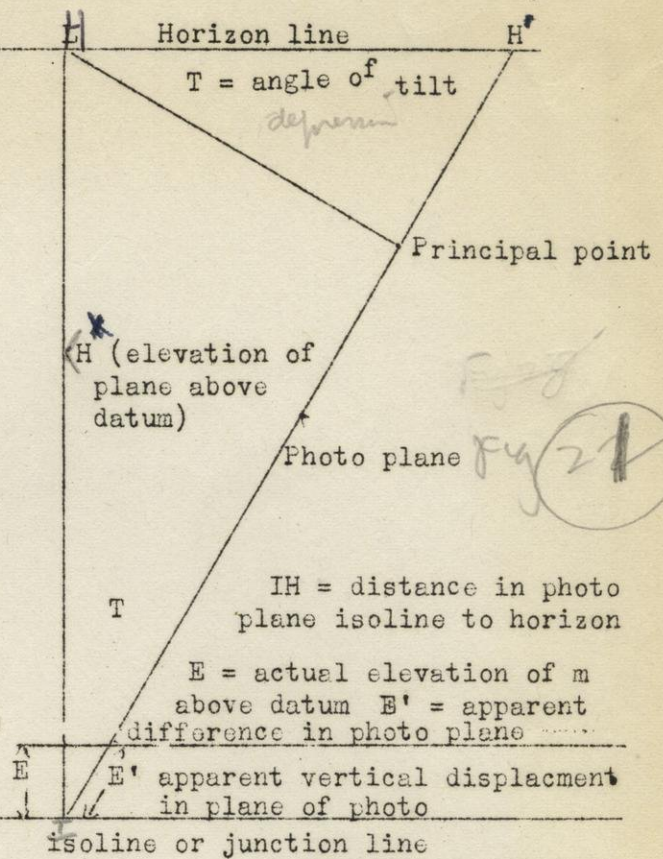 H Horizon line H'
T = angle of tilt
Principal point
H (elevation of
plane above
datum)
Photo plane
Fig 21
T
IH = distance in photo
plane isoline to horizon
E = actual elevation of m
above datum E' = apparent
difference in photo plane
E
E' apparent vertical displacment
in plane of photo
I
isoline or junction line